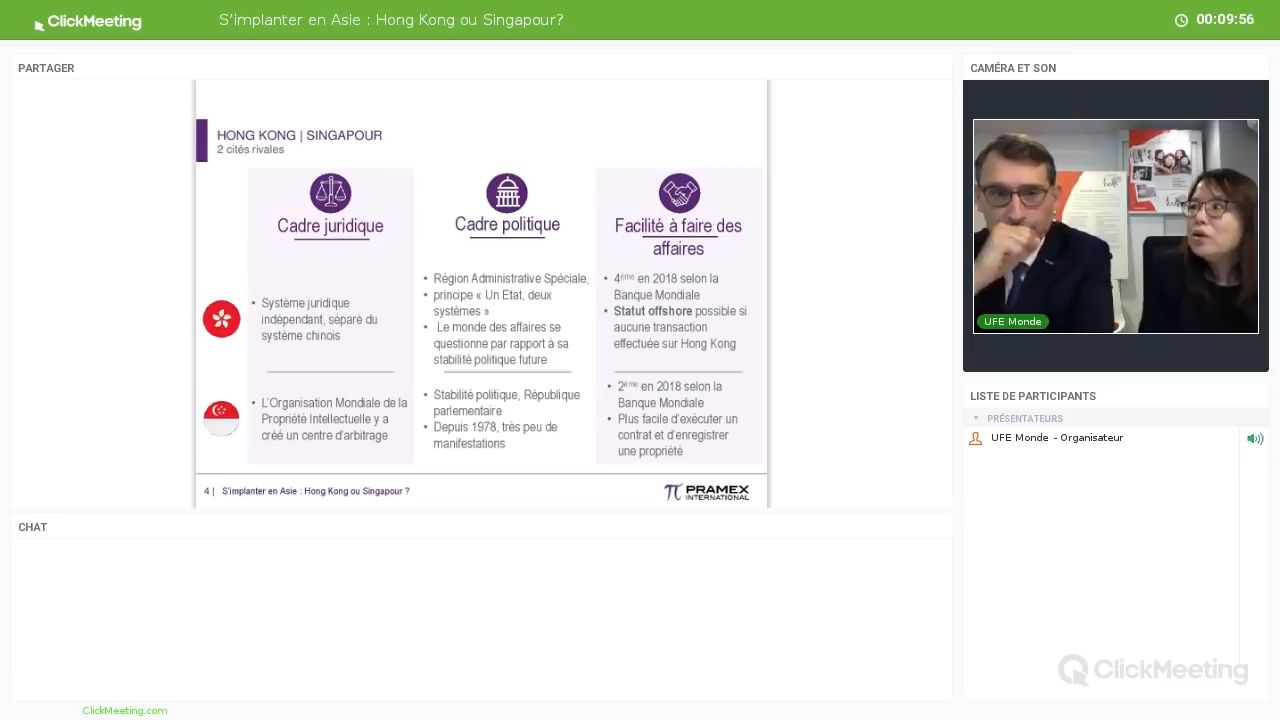 ClickMeeting
S'implanter en Asie : Hong Kong ou Singapour?
00:09:56
PARTAGER
HONG KONG | SINGAPOUR
2 cités rivales
Cadre juridique
Cadre politique
Facilité à faire des
affaires
• Système juridique
indépendant, séparé du
système chinois
• Région Administrative Spéciale,
• principe « Un Etat, deux
systèmes »
• Le monde des affaires se
questionne par rapport à sa
stabilité politique future
• 4ème en 2018 selon la
Banque Mondiale
• Statut offshore possible si
aucune transaction
effectuée sur Hong Kong
• L'Organisation Mondiale de la
Propriété Intellectuelle y a
créé un centre d'arbitrage
• Stabilité politique, République
parlementaire
• Depuis 1978, très peu de
manifestations
• 2ème en 2018 selon la
Banque Mondiale
• Plus facile d'exécuter un
contrat et d'enregistrer
une propriété
4 | S'implanter en Asie : Hong Kong ou Singapour ?
PRAMEX
INTERNATIONAL
CHAT
ClickMeeting.com
CAMÉRA ET SON
UFE Monde
LISTE DE PARTICIPANTS
PRÉSENTATEURS
UFE Monde - Organisateur
ClickMeeting